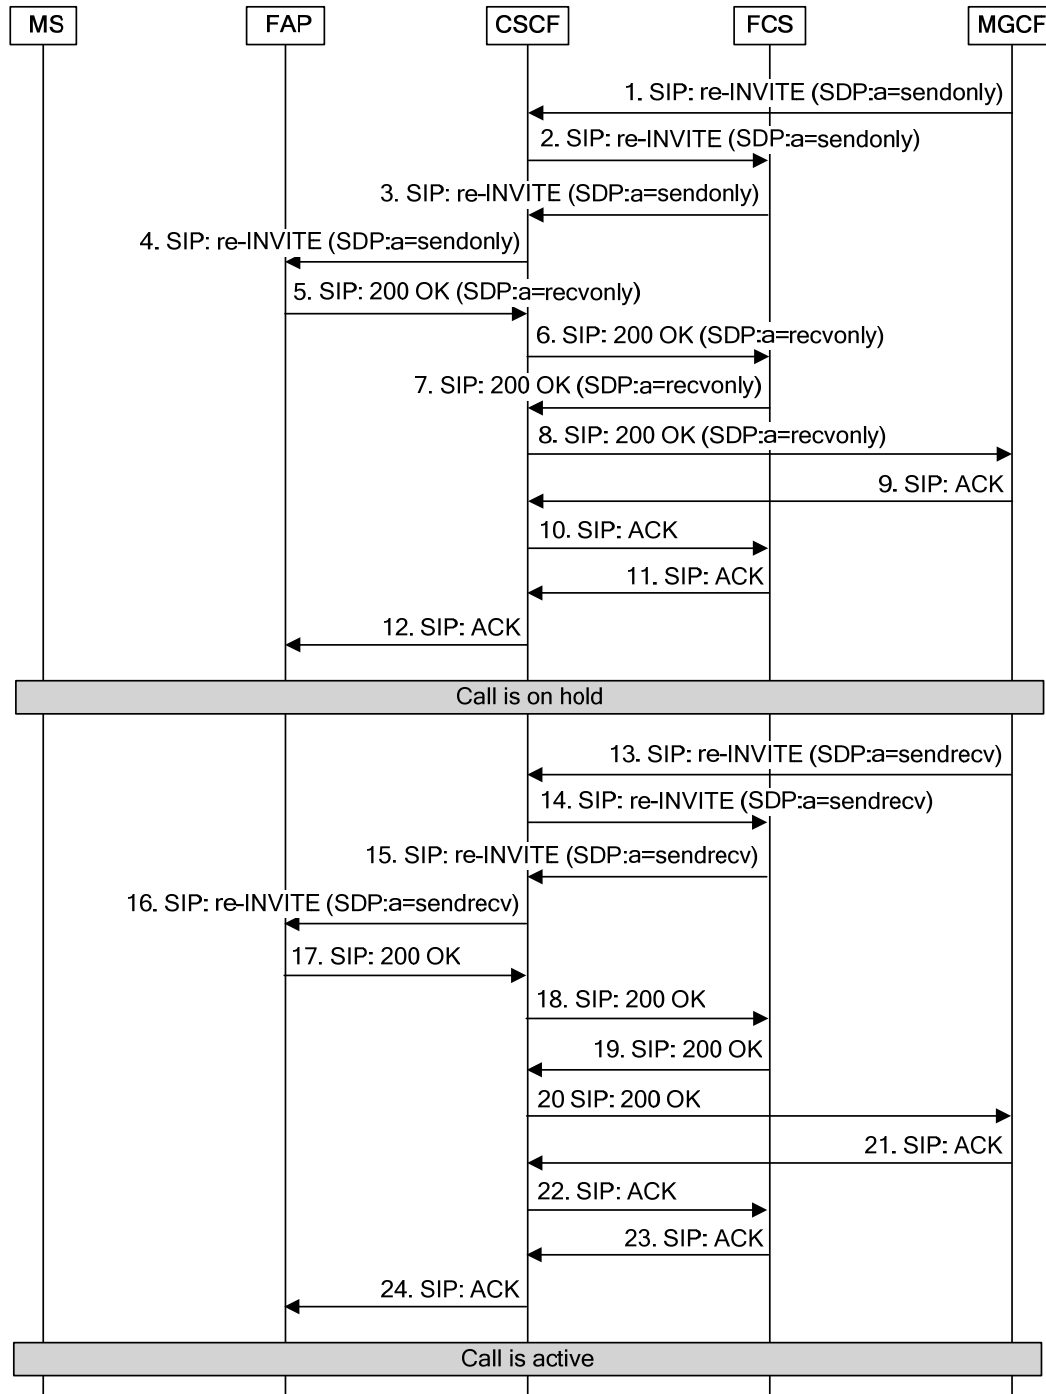 MS FAP CSCF FCS MGCF
1. SIP: re-INVITE (SDP:a=sendonly)
2. SIP: re-INVITE (SDP:a=sendonly)
3. SIP: re-INVITE (SDP:a=sendonly)
4. SIP: re-INVITE (SDP:a=sendonly)
5. SIP: 200 OK (SDP:a=recvonly)
6. SIP: 200 OK (SDP:a=recvonly)
7. SIP: 200 OK (SDP:a=recvonly)
8. SIP: 200 OK (SDP:a=recvonly)
9. SIP: ACK
10. SIP: ACK
11. SIP: ACK
12. SIP: ACK
Call is on hold
13. SIP: re-INVITE (SDP:a=sendrecv)
14. SIP: re-INVITE (SDP:a=sendrecv)
15. SIP: re-INVITE (SDP:a=sendrecv)
16. SIP: re-INVITE (SDP:a=sendrecv)
17. SIP: 200 OK
18. SIP: 200 OK
19. SIP: 200 OK
20 SIP: 200 OK
21. SIP: ACK
22. SIP: ACK
23. SIP: ACK
24. SIP: ACK
Call is active